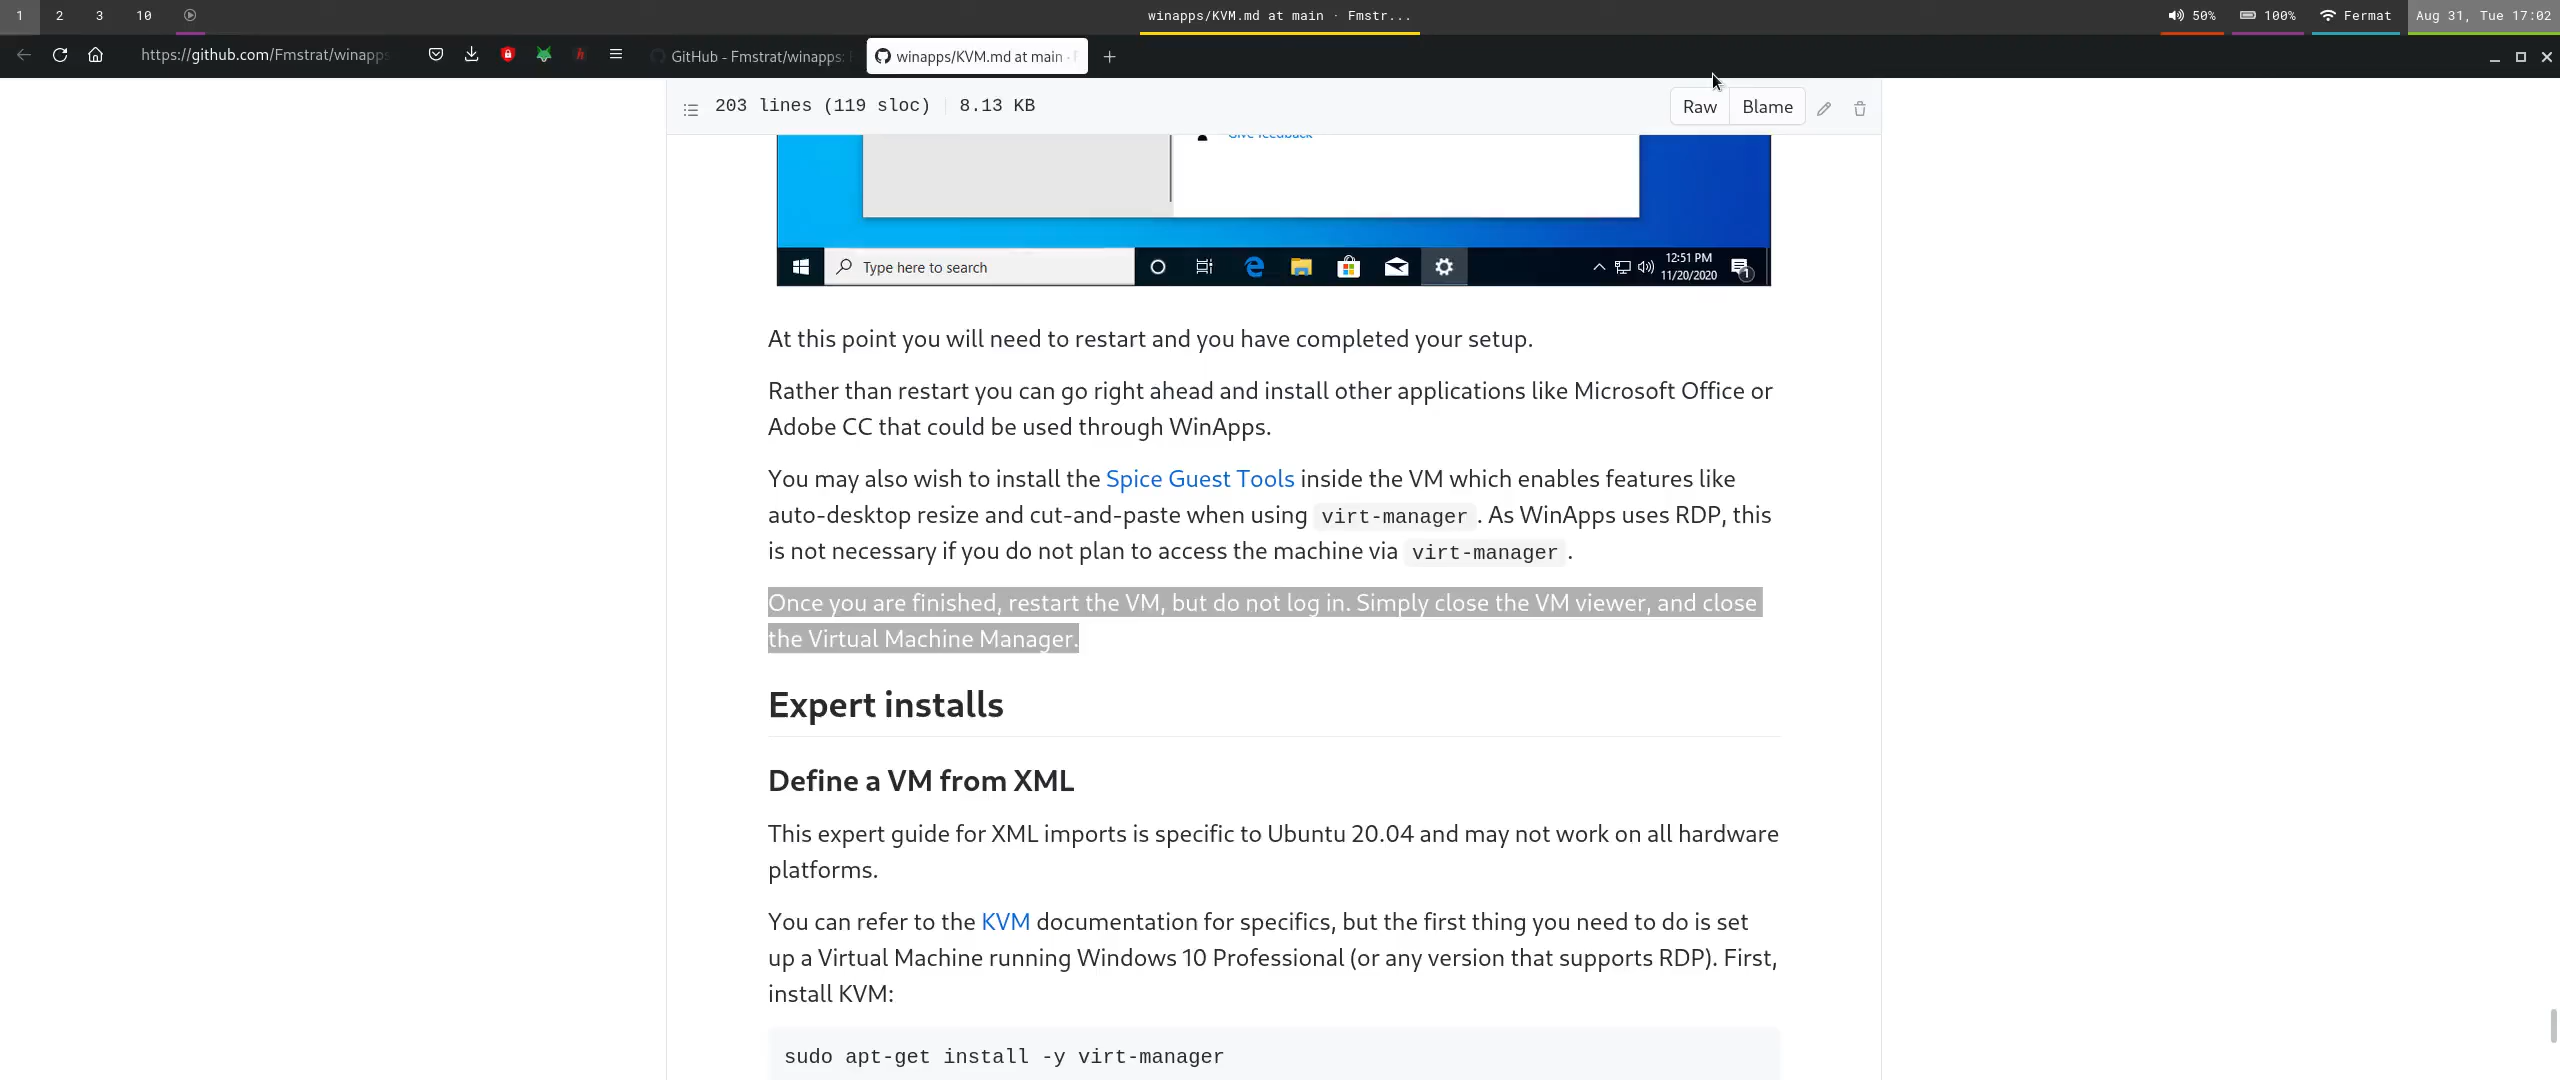 1 2 3 10 winapps/KVM.md at main · Fmstr... 50% 100% Fermat Aug 31, Tue 17:02
https://github.com/Fmstrat/winapps GitHub - Fmstrat/winapps: winapps/KVM.md at main ·
203 lines (119 sloc) 8.13 KB Raw Blame
Give feedback
Type here to search 12:51 PM
11/20/2020 1
At this point you will need to restart and you have completed your setup.
Rather than restart you can go right ahead and install other applications like Microsoft Office or
Adobe CC that could be used through WinApps.
You may also wish to install the Spice Guest Tools inside the VM which enables features like
auto-desktop resize and cut-and-paste when using virt-manager. As WinApps uses RDP, this
is not necessary if you do not plan to access the machine via virt-manager.
Once you are finished, restart the VM, but do not log in. Simply close the VM viewer, and close
the Virtual Machine Manager.
Expert installs
Define a VM from XML
This expert guide for XML imports is specific to Ubuntu 20.04 and may not work on all hardware
platforms.
You can refer to the KVM documentation for specifics, but the first thing you need to do is set
up a Virtual Machine running Windows 10 Professional (or any version that supports RDP). First,
install KVM:
sudo apt-get install -y virt-manager